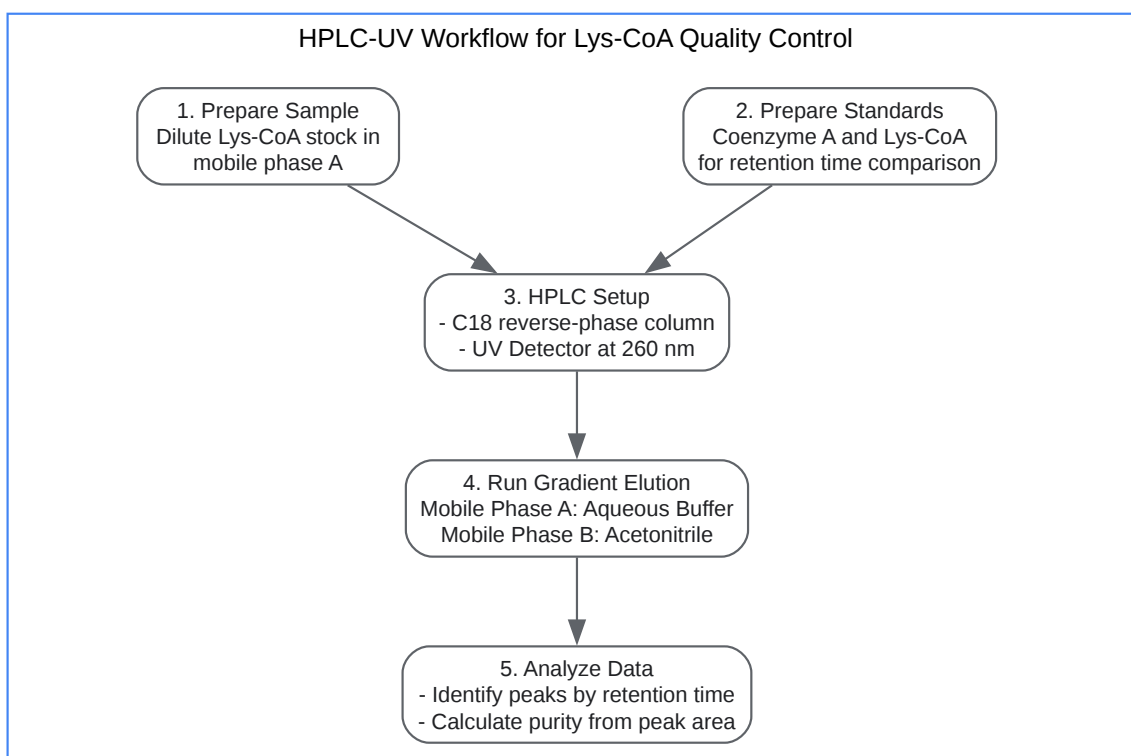 HPLC-UV Workflow for Lys-CoA Quality Control
1. Prepare Sample
Dilute Lys-CoA stock in
mobile phase A
2. Prepare Standards
Coenzyme A and Lys-CoA
for retention time comparison
3. HPLC Setup
- C18 reverse-phase column
- UV Detector at 260 nm
4. Run Gradient Elution
Mobile Phase A: Aqueous Buffer
Mobile Phase B: Acetonitrile
5. Analyze Data
- Identify peaks by retention time
- Calculate purity from peak area